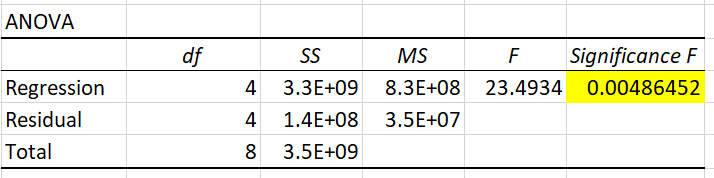 ANOVA
df SS MS F Significance F
Regression 4 3.3E+09 8.3E+08 23.4934 0.00486452
Residual 4 1.4E+08 3.5E+07
Total 8 3.5E+09